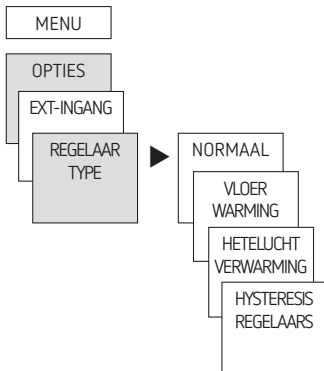 MENU
OPTIES
EXT-INGANG
REGELAAR
TYPE
NORMAAL
VLOER
WARMING
HETELUCHT
VERWARMING
HYSTERESIS
REGELAARS